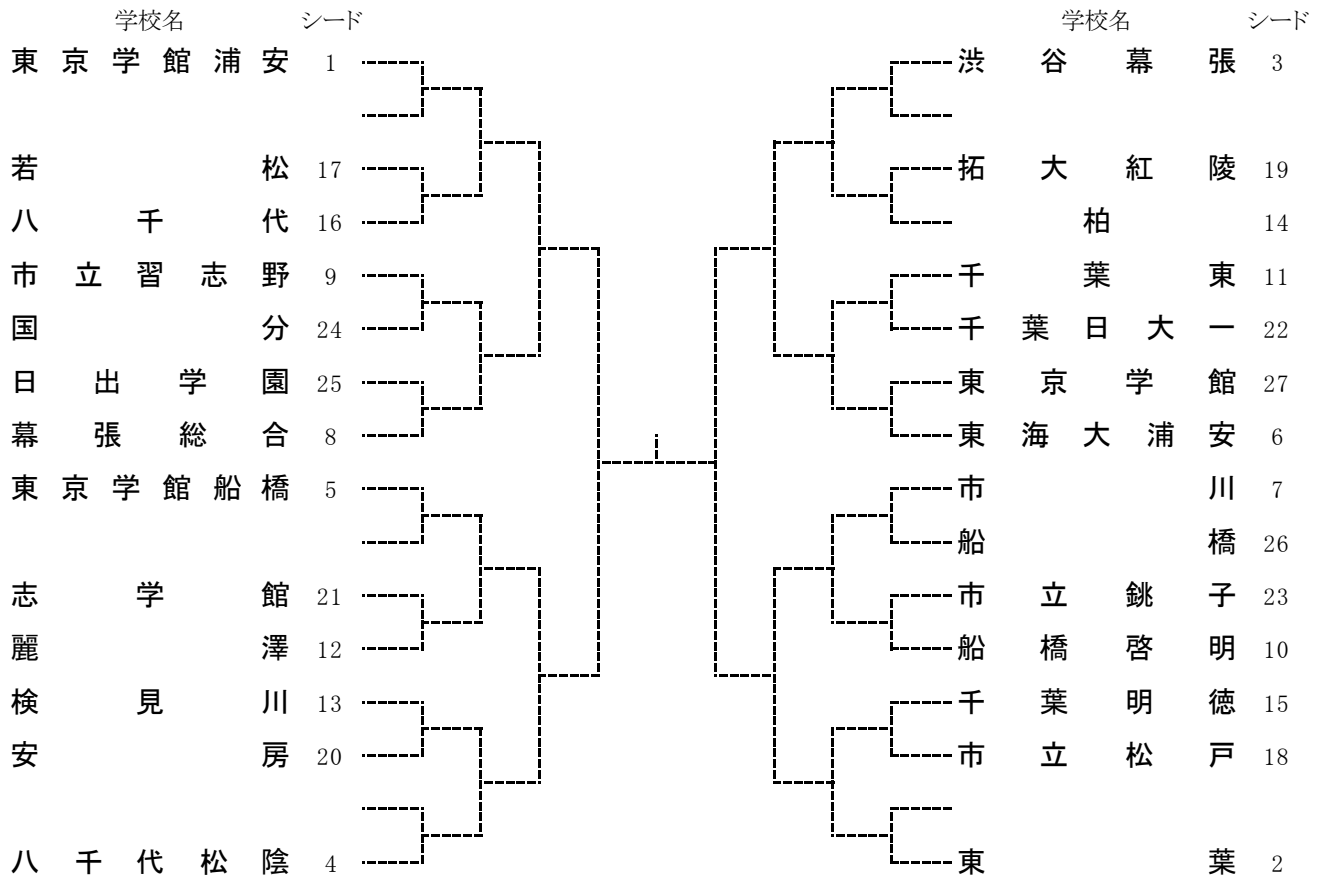 学校名 シード 学校名 シード
東京学館浦安 1 渋谷幕張 3
若松 17 拓大紅陵 19
八千代 16 柏 14
市立習志野 9 千葉東 11
国分 24 千葉日大一 22
日出学園 25 東京学館 27
幕張総合 8 東海大浦安 6
東京学館船橋 5 市川 7
船橋 26
志学館 21 市立銚子 23
麗澤 12 船橋啓明 10
検見川 13 千葉明徳 15
安房 20 市立松戸 18
八千代松陰 4 東葉 2